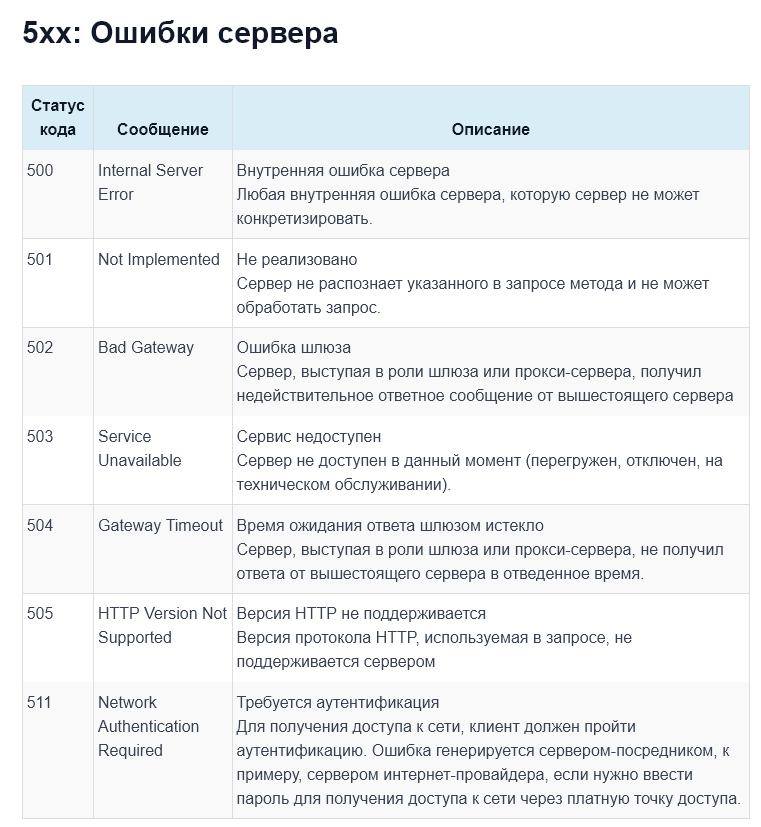 5xx: Ошибки сервера
Статус
кода
Сообщение
Описание
500
Internal Server
Error
Внутренняя ошибка сервера
Любая внутренняя ошибка сервера, которую сервер не может
конкретизировать.
501
Not Implemented
Не реализовано
Сервер не распознает указанного в запросе метода и не может
обработать запрос.
502
Bad Gateway
Ошибка шлюза
Сервер, выступая в роли шлюза или прокси-сервера, получил
недействительное ответное сообщение от вышестоящего сервера
503
Service
Unavailable
Сервис недоступен
Сервер не доступен в данный момент (перегружен, отключен, на
техническом обслуживании).
504
Gateway Timeout
Время ожидания ответа шлюзом истекло
Сервер, выступая в роли шлюза или прокси-сервера, не получил
ответа от вышестоящего сервера в отведенное время.
505
HTTP Version Not
Supported
Версия HTTP не поддерживается
Версия протокола HTTP, используемая в запросе, не
поддерживается сервером
511
Network
Authentication
Required
Требуется аутентификация
Для получения доступа к сети, клиент должен пройти
аутентификацию. Ошибка генерируется сервером-посредником, к
примеру, сервером интернет-провайдера, если нужно ввести
пароль для получения доступа к сети через платную точку доступа.